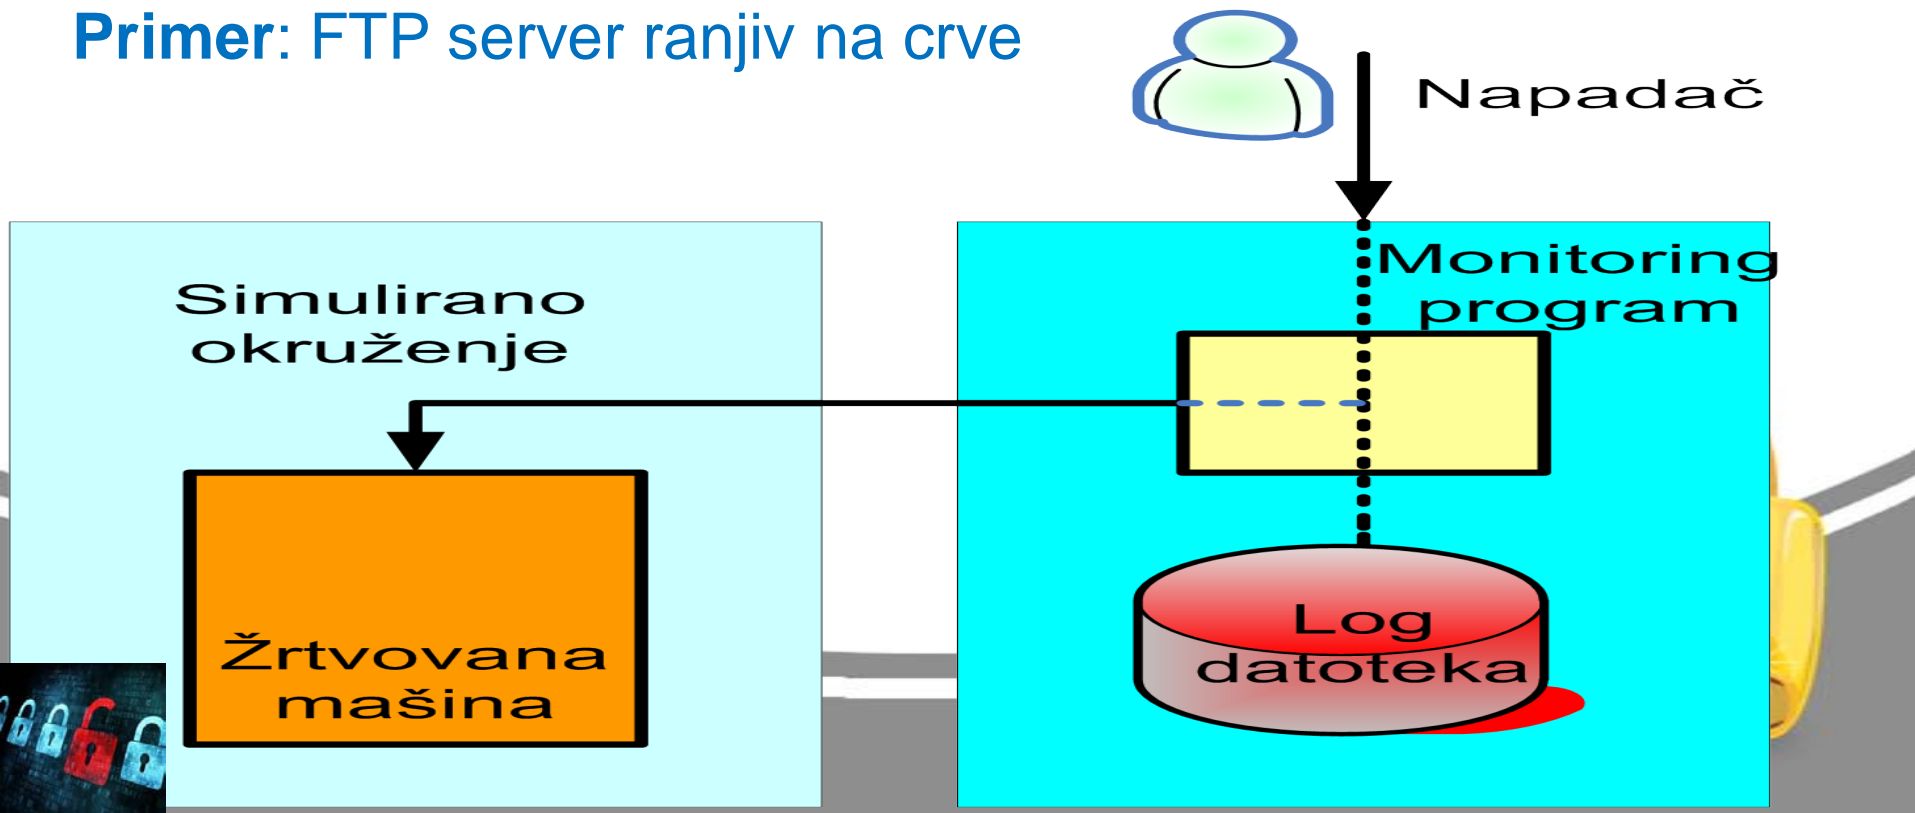 Primer: FTP server ranjiv na crve
Napadač
Monitoring
program
Simulirano
okruženje
Žrtvovana
mašina
Log
datoteka